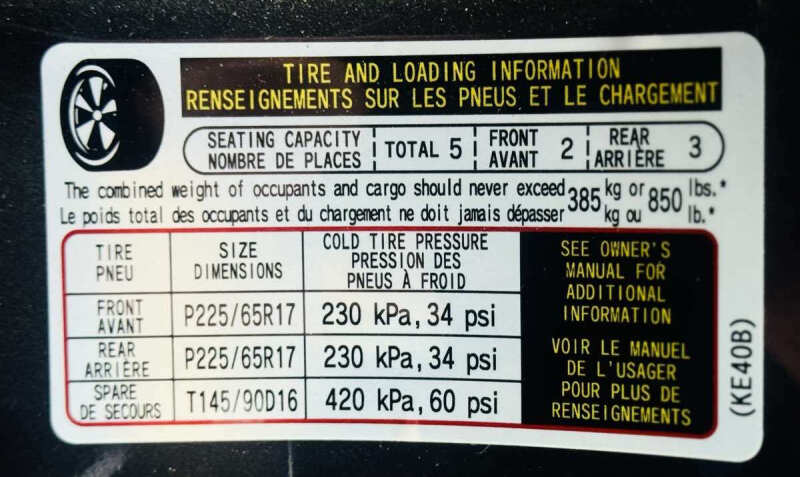 TIRE AND LOADING INFORMATION
RENSEIGNEMENTS SUR LES PNEUS ET LE CHARGEMENT
SEATING CAPACITY
NOMBRE DE PLACES
TOTAL 5
FRONT
AVANT
2
REAR
ARRIÈRE
3
The combined weight of occupants and cargo should never exceed 385 kg or 850 lbs.*
Le poids total des occupants et du chargement ne doit jamais dépasser 385 kg ou 850 lb.*
TIRE
PNEU
SIZE
DIMENSIONS
COLD TIRE PRESSURE
PRESSION DES
PNEUS À FROID
FRONT
AVANT
P225/65R17
230 kPa, 34 psi
REAR
ARRIÈRE
P225/65R17
230 kPa, 34 psi
SPARE
DE SECOURS
T145/90D16
420 kPa, 60 psi
SEE OWNER'S
MANUAL FOR
ADDITIONAL
INFORMATION
VOIR LE MANUEL
DE L'USAGER
POUR PLUS DE
RENSEIGNEMENTS
(KE40B)